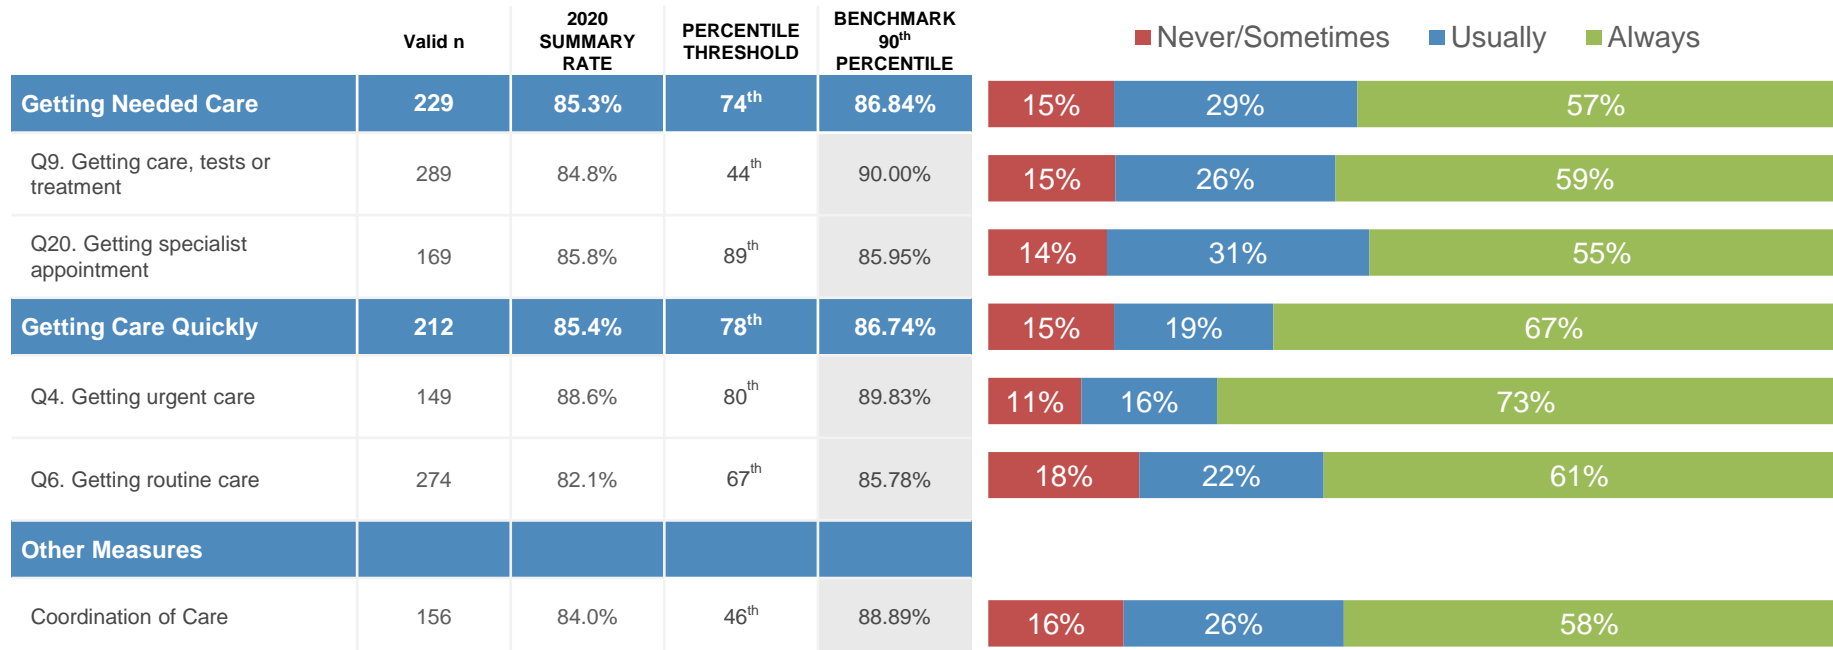 Valid n
2020 SUMMARY RATE
PERCENTILE THRESHOLD
BENCHMARK 90th PERCENTILE
Never/Sometimes Usually Always
Getting Needed Care 229 85.3% 74th 86.84% 15% 29% 57%
Q9. Getting care, tests or treatment 289 84.8% 44th 90.00% 15% 26% 59%
Q20. Getting specialist appointment 169 85.8% 89th 85.95% 14% 31% 55%
Getting Care Quickly 212 85.4% 78th 86.74% 15% 19% 67%
Q4. Getting urgent care 149 88.6% 80th 89.83% 11% 16% 73%
Q6. Getting routine care 274 82.1% 67th 85.78% 18% 22% 61%
Other Measures
Coordination of Care 156 84.0% 46th 88.89% 16% 26% 58%